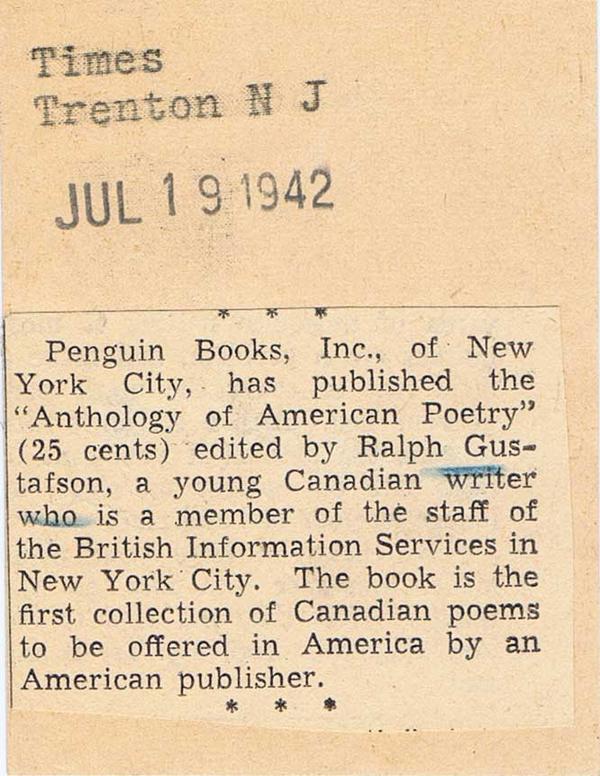 Times
Trenton N J
JUL 19 1942
* * *
Penguin Books, Inc., of New
York City, has published the
“Anthology of American Poetry”
(25 cents) edited by Ralph Gus-
tafson, a young Canadian writer
who is a member of the staff of
the British Information Services in
New York City. The book is the
first collection of Canadian poems
to be offered in America by an
American publisher.
* * *